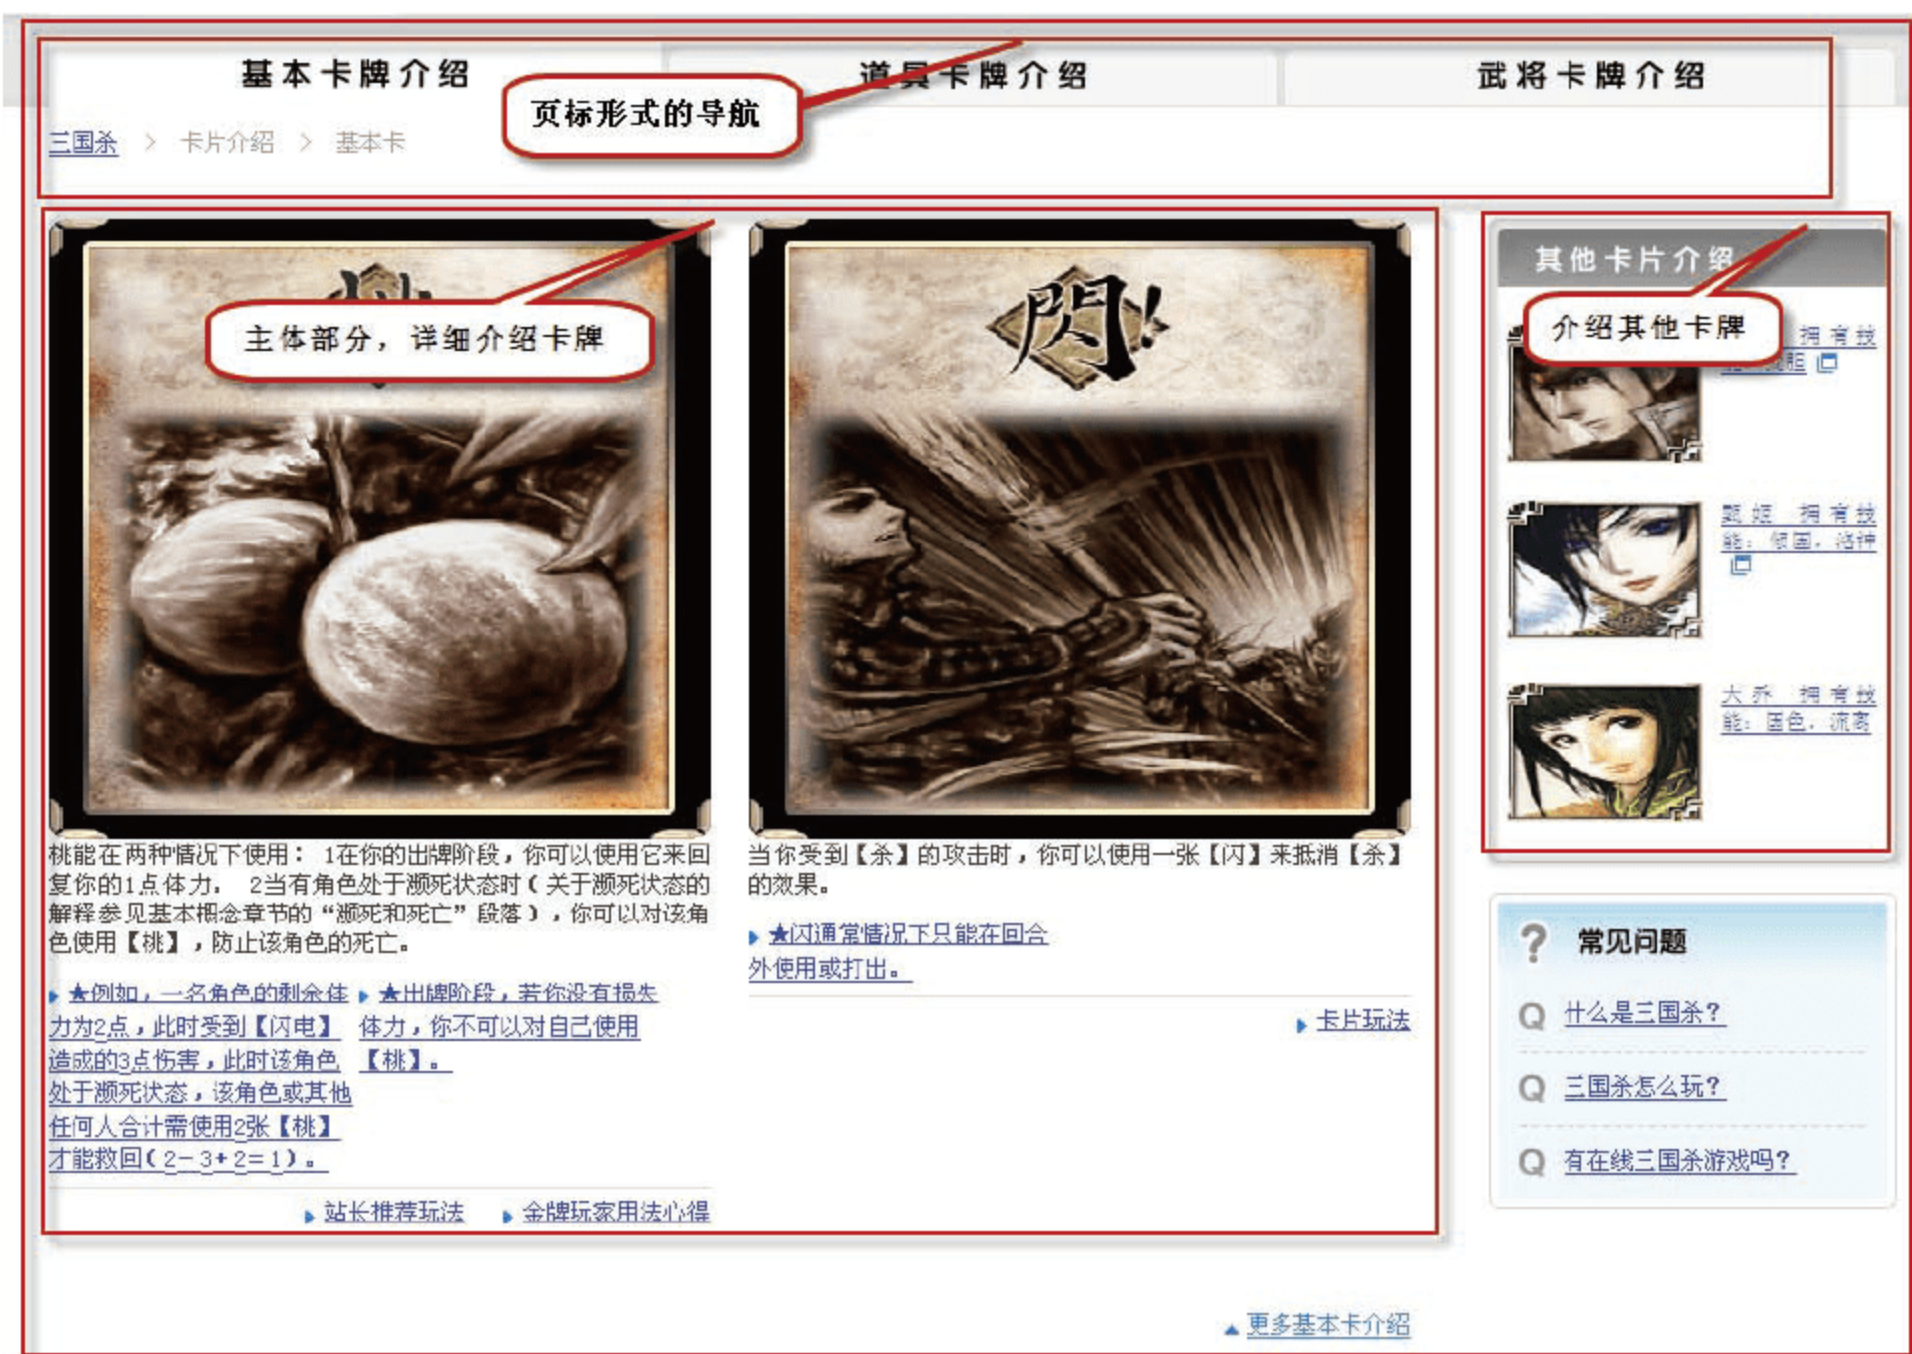 基本卡牌介绍
道具卡牌介绍
武将卡牌介绍
页标形式的导航
三国杀 > 卡片介绍 > 基本卡
主体部分，详细介绍卡牌
閃!
桃能在两种情况下使用： 1在你的出牌阶段，你可以使用它来回
复你的1点体力． 2当有角色处于濒死状态时（关于濒死状态的
解释参见基本概念章节的“濒死和死亡”段落），你可以对该角
色使用【桃】，防止该角色的死亡。
★例如，一名角色的剩余体
力为2点，此时受到【闪电】
造成的3点伤害，此时该角色
处于濒死状态，该角色或其他
任何人合计需使用2张【桃】
才能救回（2-3+2=1）。
★出牌阶段，若你没有损失
体力，你不可以对自己使用
【桃】。
站长推荐玩法
金牌玩家用法心得
当你受到【杀】的攻击时，你可以使用一张【闪】来抵消【杀】
的效果。
★闪通常情况下只能在回合
外使用或打出。
卡片玩法
更多基本卡介绍
其他卡片介绍
介绍其他卡牌
拥有技
胆
甄姬 拥有技
能：倾国．洛神
大乔 拥有技
能：国色．流离
? 常见问题
Q 什么是三国杀？
Q 三国杀怎么玩？
Q 有在线三国杀游戏吗？